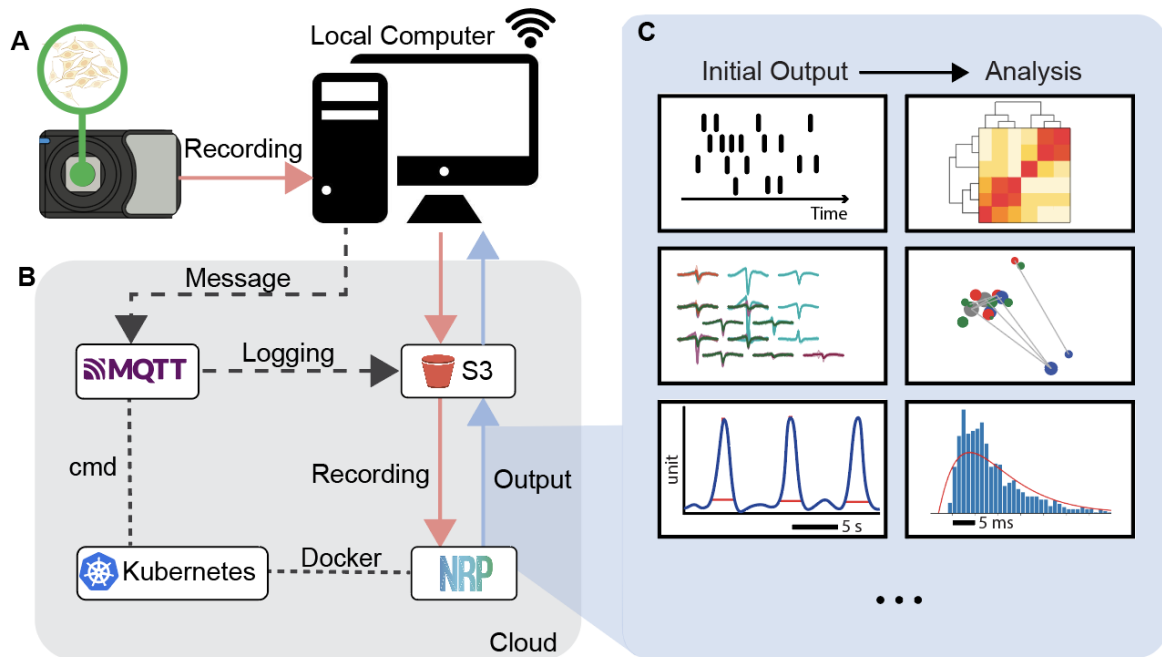 A
Local Computer
Recording
B
Message
MQTT
Logging
S3
cmd
Recording
Output
Kubernetes
Docker
NRP
Cloud
C
Initial Output
Analysis
Time
unit
5 s
5 ms
...